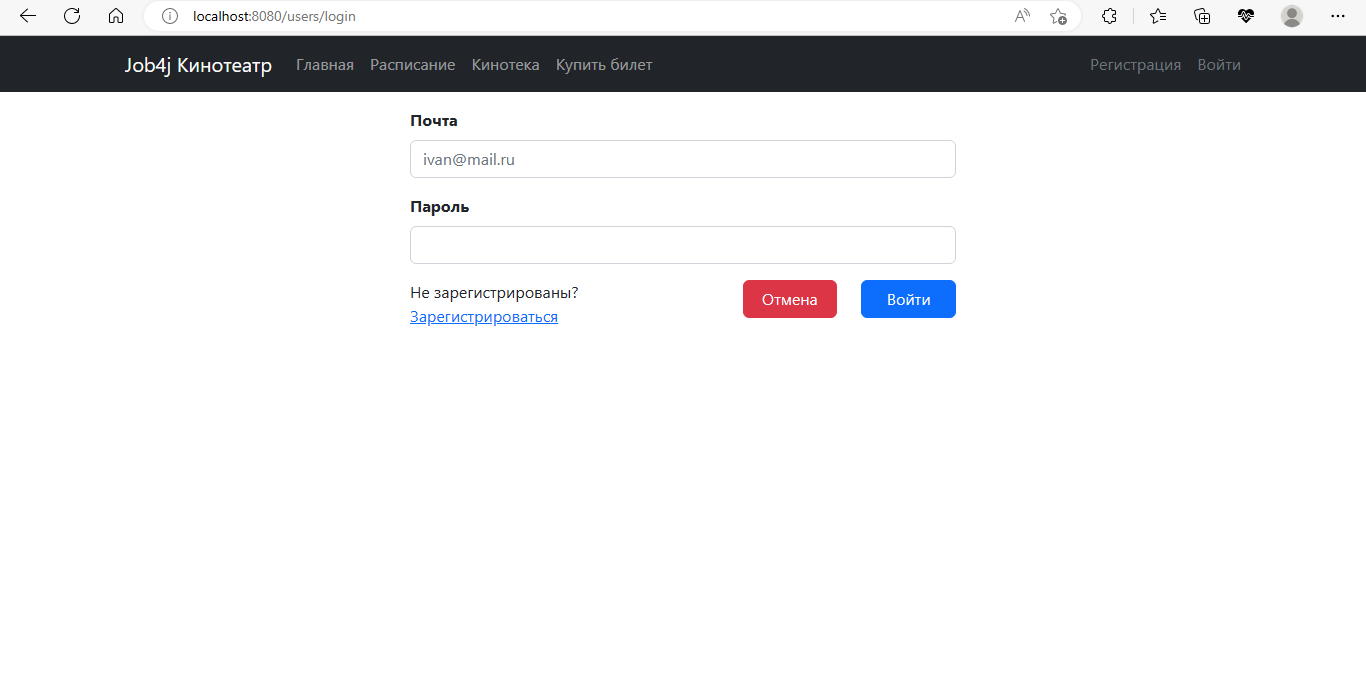 localhost:8080/users/login
Job4j Кинотеатр Главная Расписание Кинотека Купить билет Регистрация Войти
Почта
ivan@mail.ru
Пароль
Не зарегистрированы? Отмена Войти
Зарегистрироваться